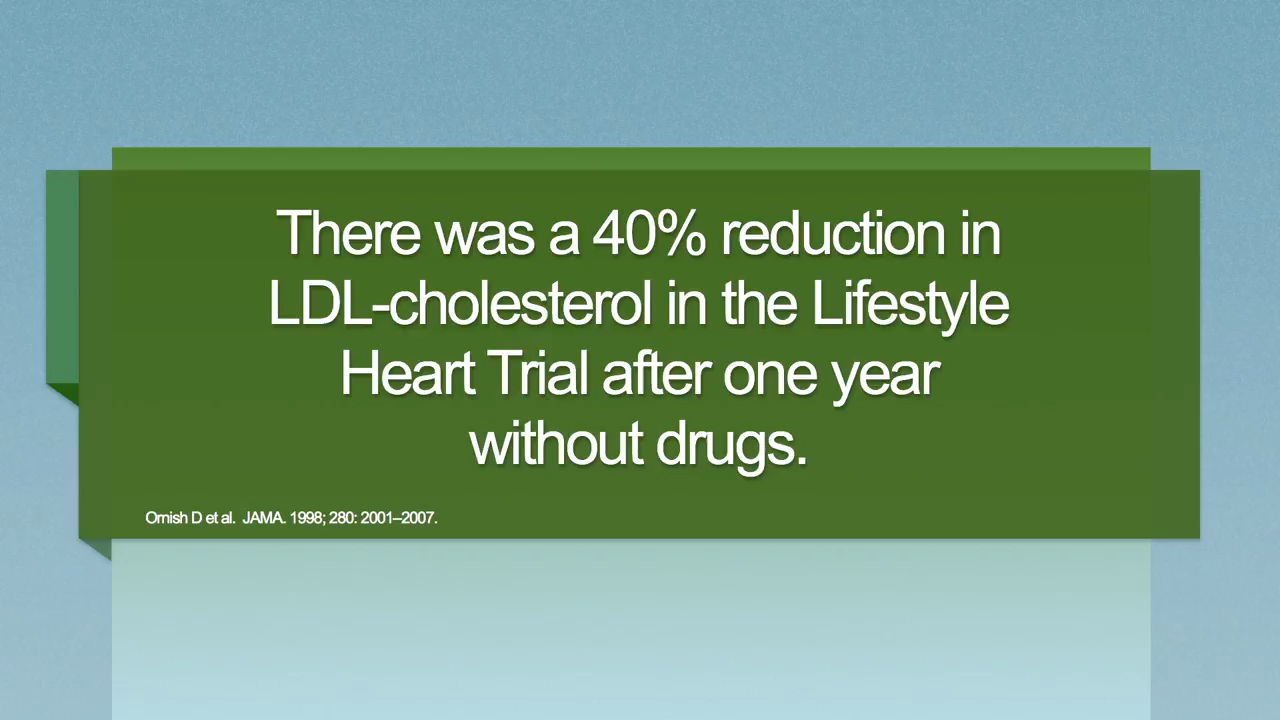 There was a 40% reduction in
LDL-cholesterol in the Lifestyle
Heart Trial after one year
without drugs.
Ornish D et al.  JAMA. 1998; 280: 2001–2007.